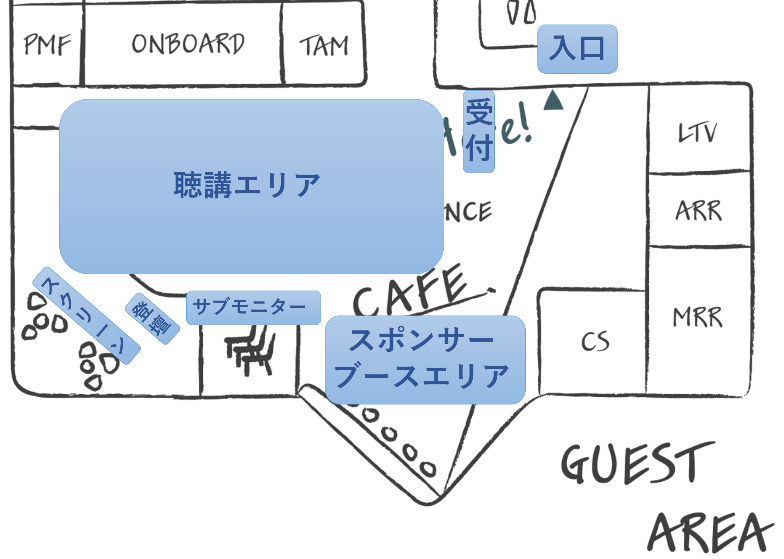 PMF
ONBOARD
TAM
入口
受付
e!
LTV
聴講エリア
NCE
ARR
スクリーン
登壇
サブモニター
CAFE
スポンサー
ブースエリア
CS
MRR
GUEST
AREA